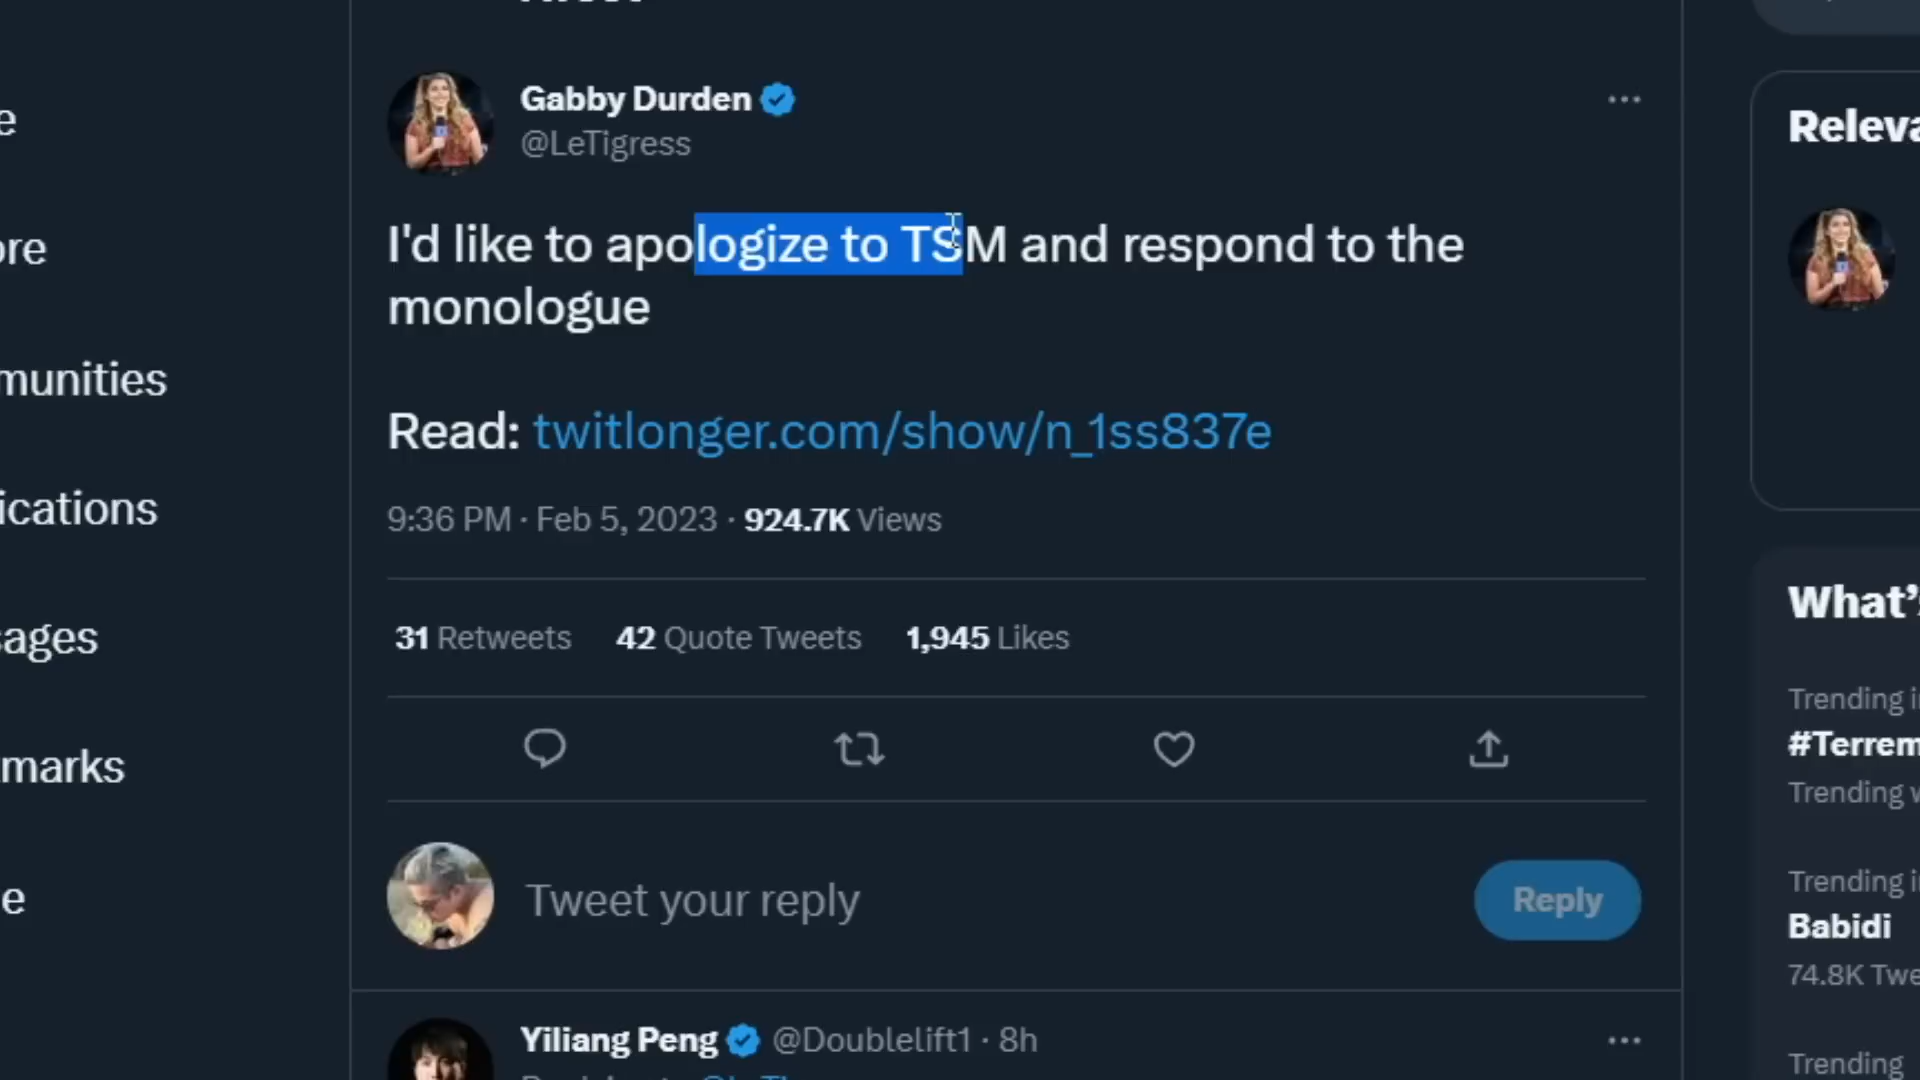 Gabby Durden
@LeTigress
I'd like to apologize to TSM and respond to the
monologue
Read: twitlonger.com/show/n_1ss837e
9:36 PM · Feb 5, 2023 · 924.7K Views
31 Retweets 42 Quote Tweets 1,945 Likes
Tweet your reply
Reply
Yiliang Peng @Doublelift1 · 8h
e
ore
munities
ications
sages
marks
e
Releva
What's
Trending i
#Terrem
Trending w
Trending i
Babidi
74.8K Twe
Trending